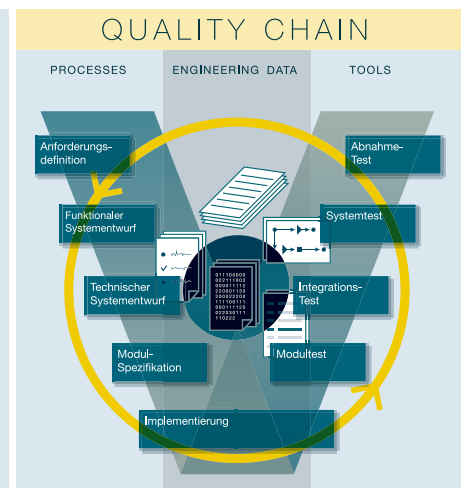 QUALITY CHAIN
PROCESSES
ENGINEERING DATA
TOOLS
Anforderungs-
definition
Abnahme-
Test
Funktionaler
Systementwurf
Systemtest
Technischer
Systementwurf
Integrations-
Test
Modul-
Spezifikation
Modultest
Implementierung